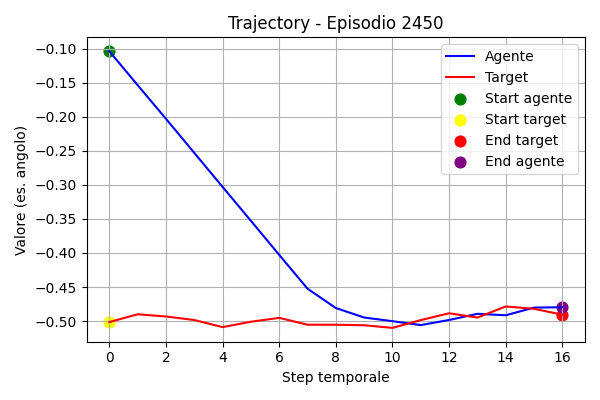 Trajectory - Episodio 2450
Valore (es. angolo)
−0.10
−0.15
−0.20
−0.25
−0.30
−0.35
−0.40
−0.45
−0.50
Agente
Target
Start agente
Start target
End target
End agente
0 2 4 6 8 10 12 14 16
Step temporale